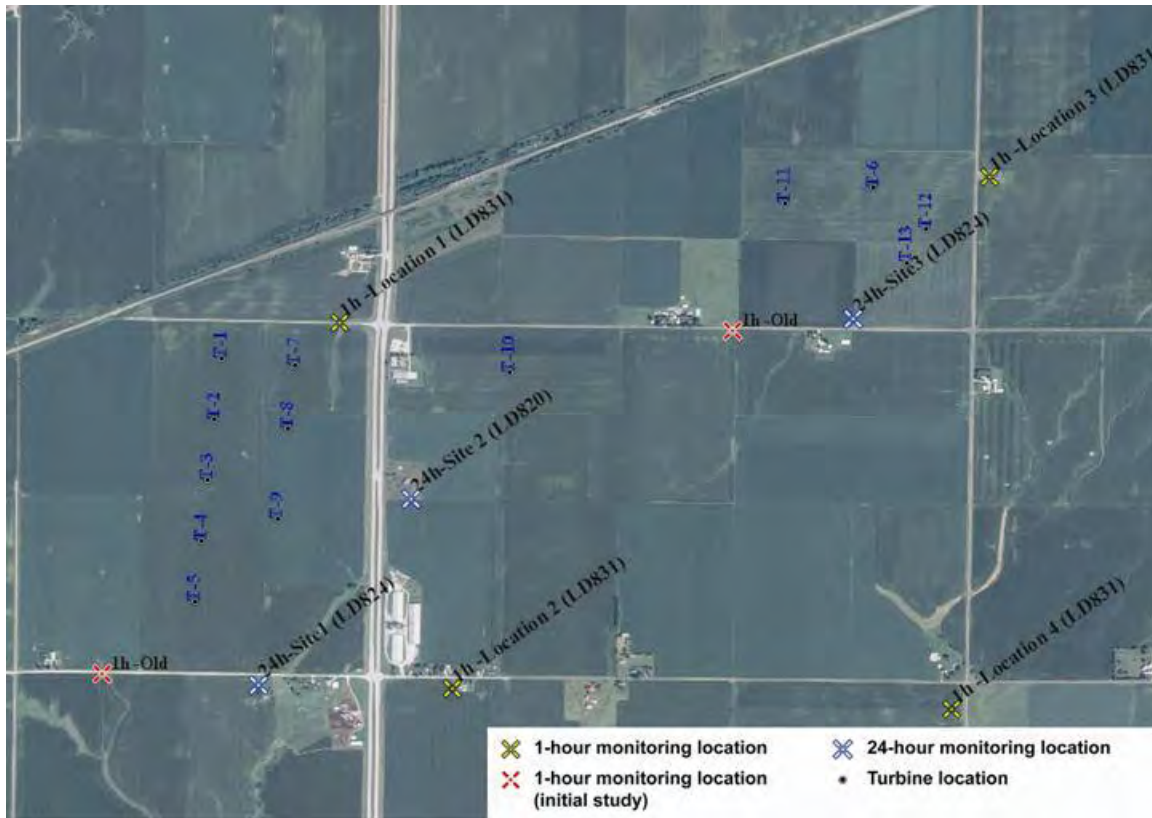 1h -Location 3 (LD831)
T-11
T-6
T-12
T-13
24h-Site3 (LD824)
1h -Location 1 (LD831)
1h -Old
T-1
T-7
T-10
T-2
T-8
24h-Site 2 (LD820)
T-3
T-9
T-4
T-5
24h-Site1 (LD824)
1h -Location 2 (LD831)
1h -Location 4 (LD831)
1h -Old
1-hour monitoring location
24-hour monitoring location
1-hour monitoring location
(initial study)
Turbine location